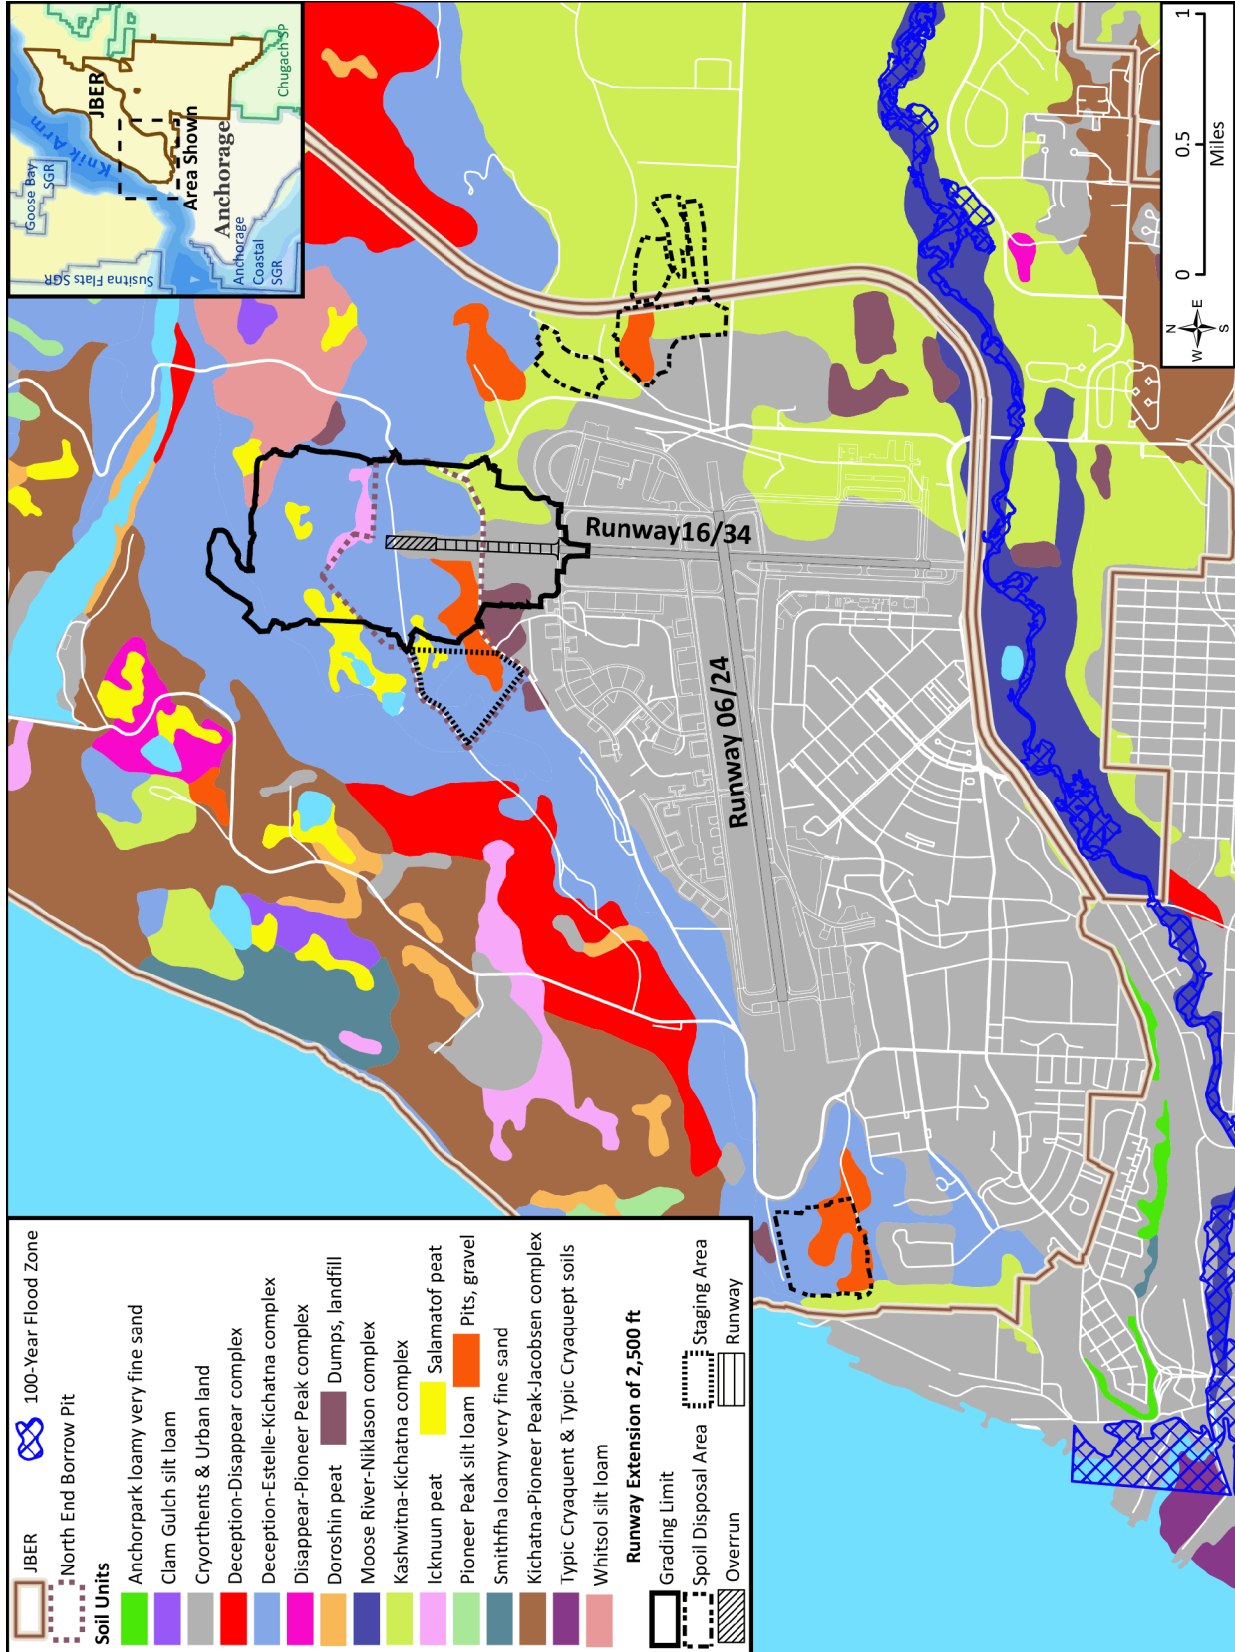 JBER
100-Year Flood Zone
North End Borrow Pit
Soil Units
Anchorpark loamy very fine sand
Clam Gulch silt loam
Cryorthents & Urban land
Deception-Disappear complex
Deception-Estelle-Kichatna complex
Disappear-Pioneer Peak complex
Doroshin peat
Dumps, landfill
Moose River-Niklason complex
Kashwitna-Kichatna complex
Icknuun peat
Salamatof peat
Pioneer Peak silt loam
Pits, gravel
Smithfha loamy very fine sand
Kichatna-Pioneer Peak-Jacobsen complex
Typic Cryaquent & Typic Cryaquept soils
Whitsol silt loam
Runway Extension of 2,500 ft
Grading Limit
Spoil Disposal Area
Staging Area
Overrun
Runway
Runway16/34
Runway 06/24
Goose Bay
SGR
Knik Arm
JBER
Susitna Flats SGR
Area Shown
Anchorage
Anchorage
Coastal
SGR
Chugach SP
N
W
E
S
0
0.5
1
Miles